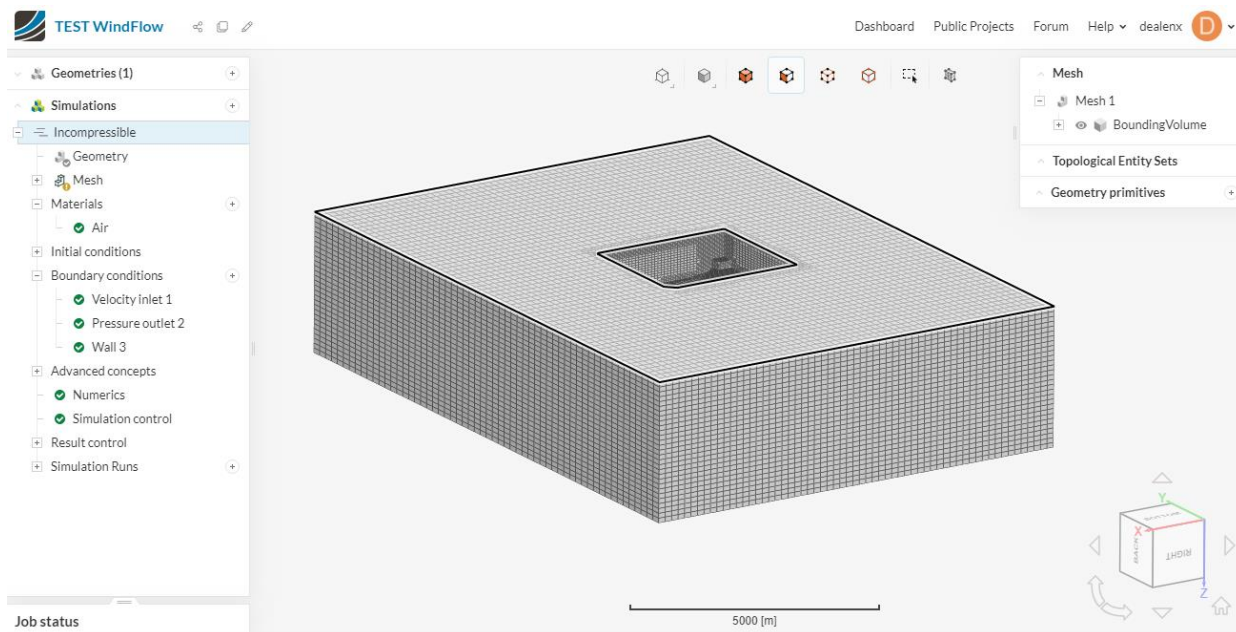 TEST WindFlow
Dashboard Public Projects Forum Help dealenx D
Geometries (1)
Simulations
Incompressible
Geometry
Mesh
Materials
Air
Initial conditions
Boundary conditions
Velocity inlet 1
Pressure outlet 2
Wall 3
Advanced concepts
Numerics
Simulation control
Result control
Simulation Runs
Job status
Mesh
Mesh 1
BoundingVolume
Topological Entity Sets
Geometry primitives
5000 [m]
Y
X
BOTTOM
BACK
RIGHT
Z